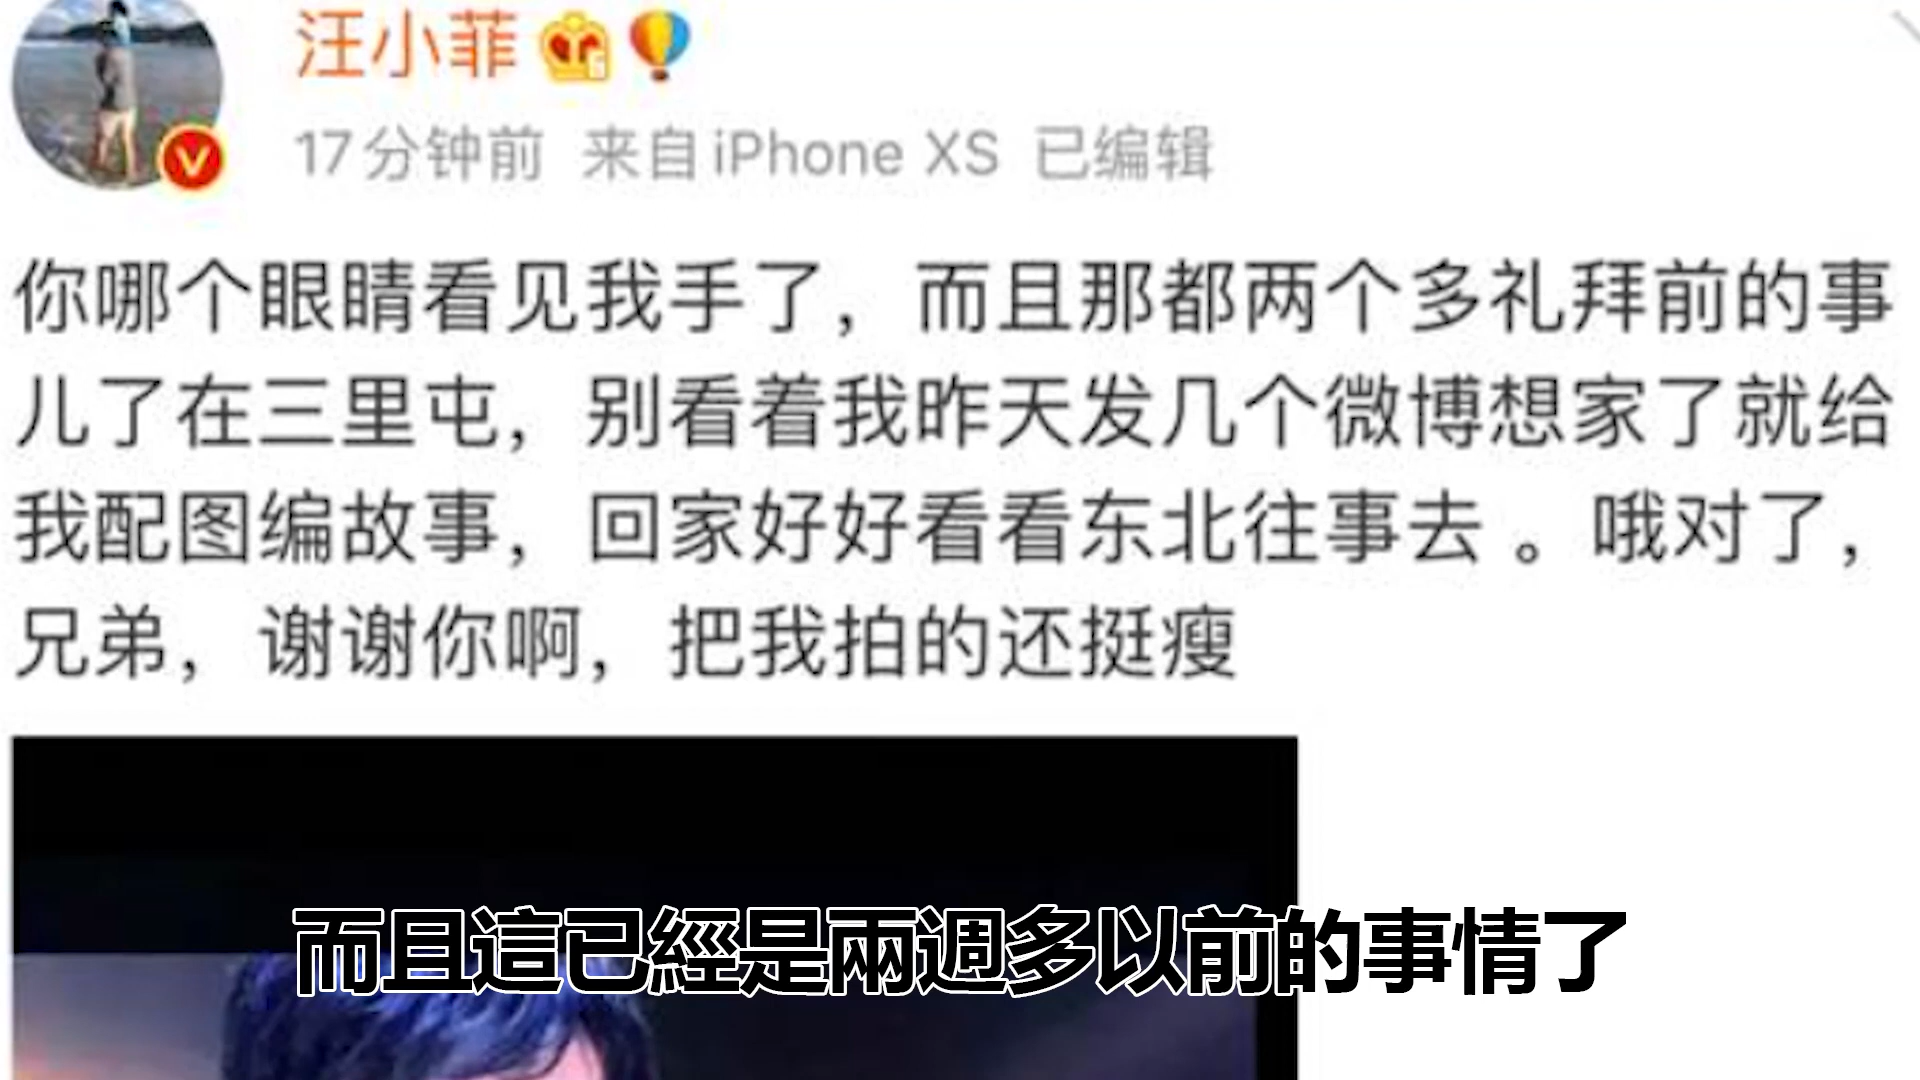 汪小菲
17分钟前 来自iPhone XS 已编辑
你哪个眼睛看见我手了，而且那都两个多礼拜前的事
儿了在三里屯，别看着我昨天发几个微博想家了就给
我配图编故事，回家好好看看东北往事去 。哦对了，
兄弟，谢谢你啊，把我拍的还挺瘦
而且這已經是兩週多以前的事情了